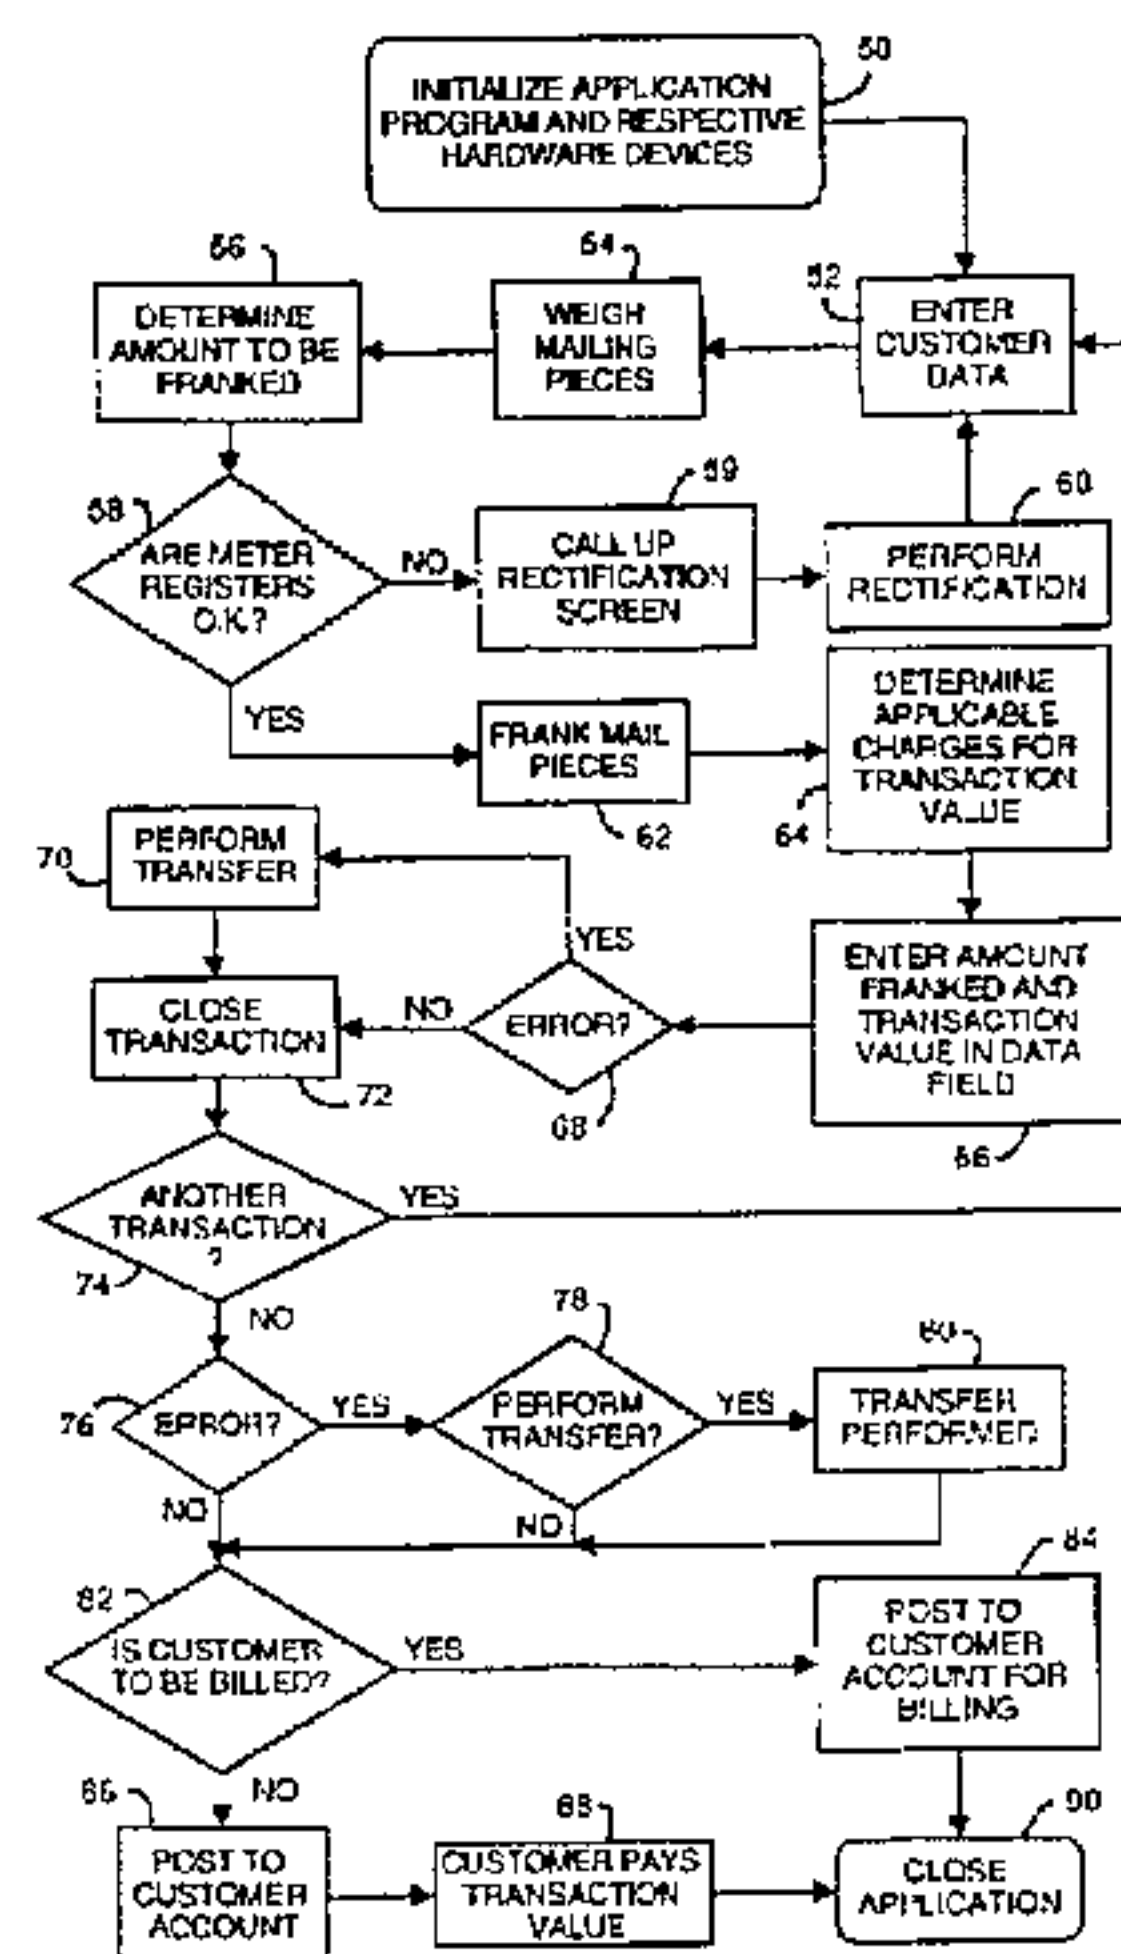 50
INITIALIZE APPLICATION
PROGRAM AND RESPECTIVE
HARDWARE DEVICES
56
DETERMINE
AMOUNT TO BE
FRANKED
54
WEIGH
MAILING
PIECES
52
ENTER
CUSTOMER
DATA
58
ARE METER
REGISTERS
O.K.?
NO
59
CALL UP
RECTIFICATION
SCREEN
60
PERFORM
RECTIFICATION
YES
FRANK MAIL
PIECES
62
DETERMINE
APPLICABLE
CHARGES FOR
TRANSACTION
VALUE
64
70
PERFORM
TRANSFER
YES
ENTER AMOUNT
FRANKED AND
TRANSACTION
VALUE IN DATA
FIELD
66
ERROR?
68
NO
CLOSE
TRANSACTION
72
ANOTHER
TRANSACTION
?
74
YES
NO
76
ERROR?
YES
78
PERFORM
TRANSFER?
YES
80
TRANSFER
PERFORMED
NO
NO
82
IS CUSTOMER
TO BE BILLED?
YES
84
POST TO
CUSTOMER
ACCOUNT FOR
BILLING
NO
86
POST TO
CUSTOMER
ACCOUNT
88
CUSTOMER PAYS
TRANSACTION
VALUE
90
CLOSE
APPLICATION